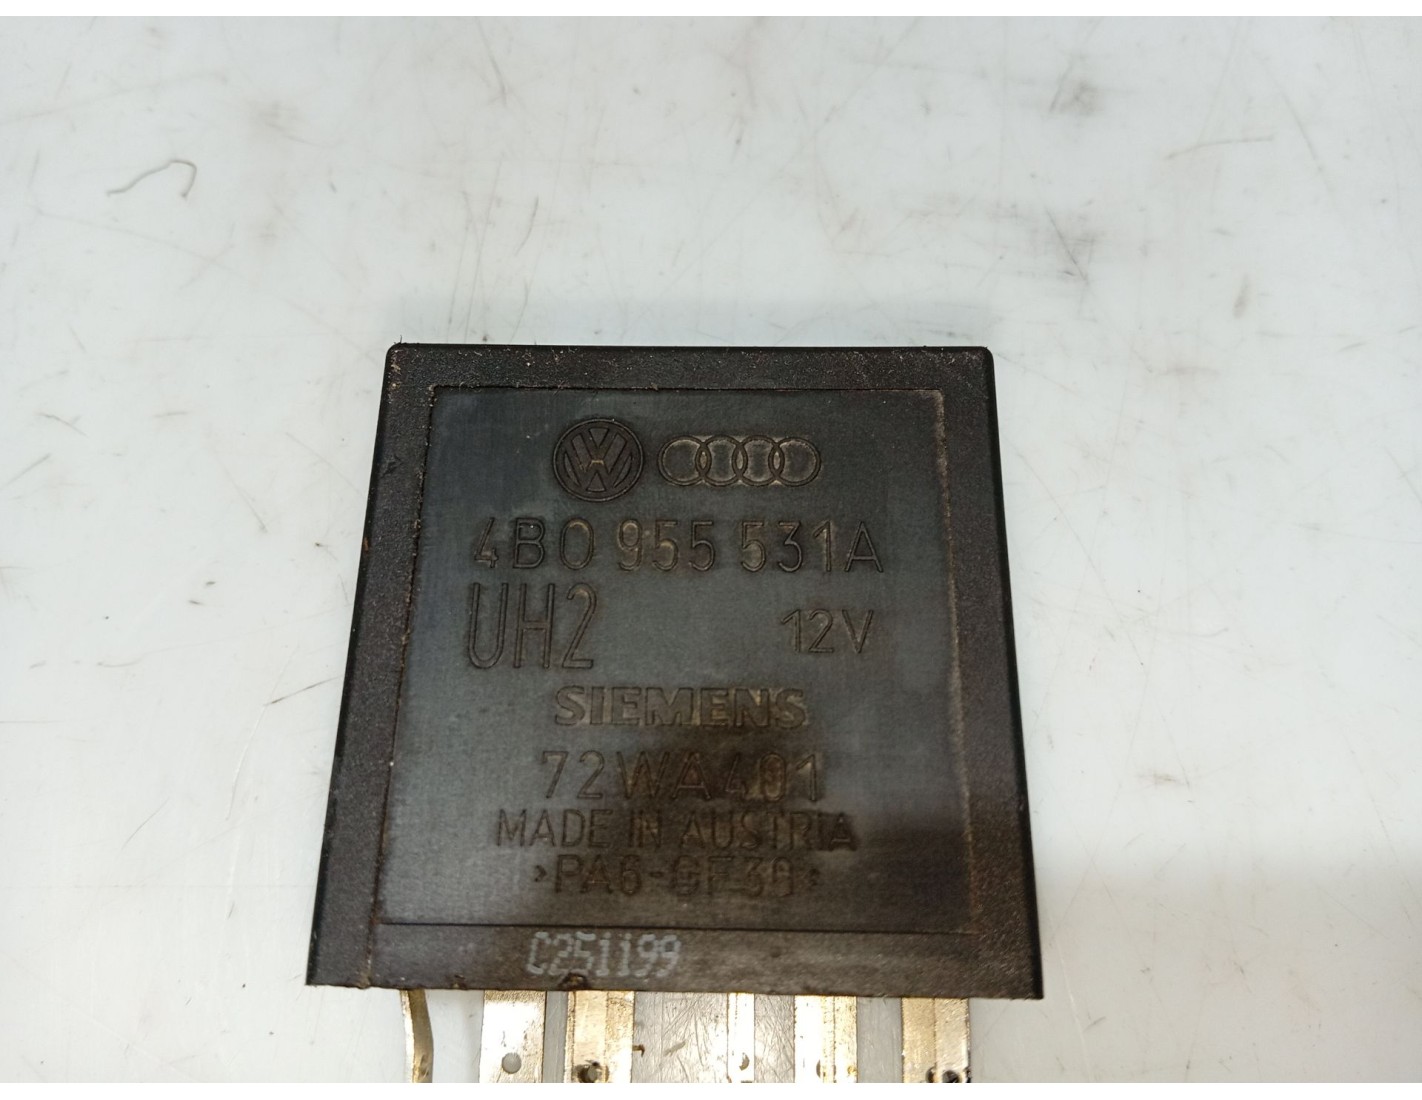 4B0 955 531A
UH2 12V
SIEMENS
72WA401
MADE IN AUSTRIA
>PA6-GF30<
C251199